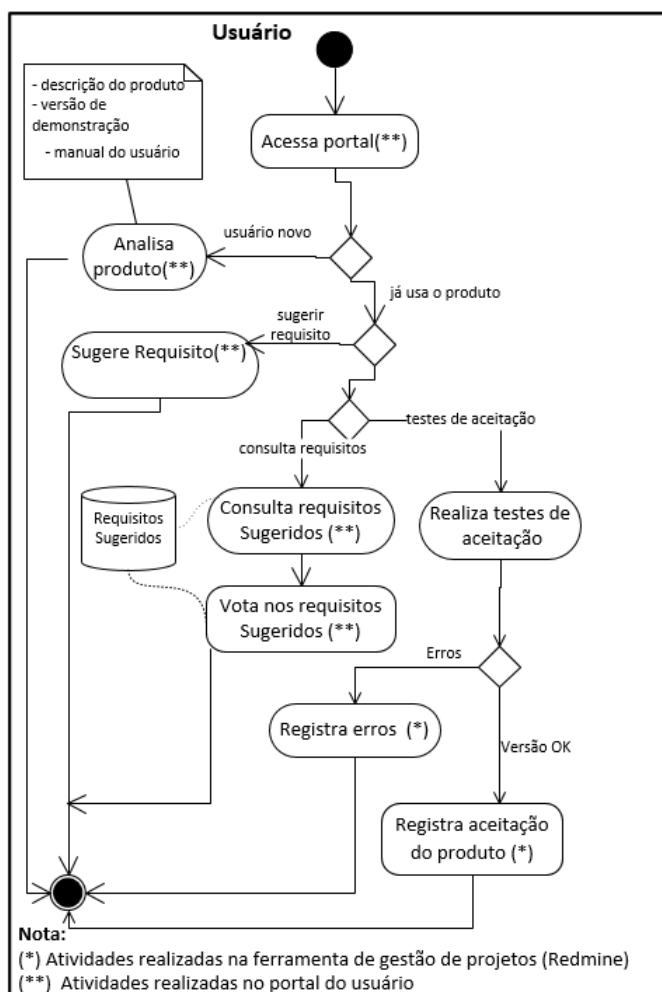 Usuário
- descrição do produto
- versão de
demonstração
- manual do usuário
Acessa portal(**)
usuário novo
Analisa
produto(**)
já usa o produto
sugerir
requisito
Sugere Requisito(**)
testes de aceitação
consulta requisitos
Requisitos
Sugeridos
Consulta requisitos
Sugeridos (**)
Realiza testes de
aceitação
Vota nos requisitos
Sugeridos (**)
Erros
Registra erros (*)
Versão OK
Registra aceitação
do produto (*)
Nota:
(*) Atividades realizadas na ferramenta de gestão de projetos (Redmine)
(**) Atividades realizadas no portal do usuário